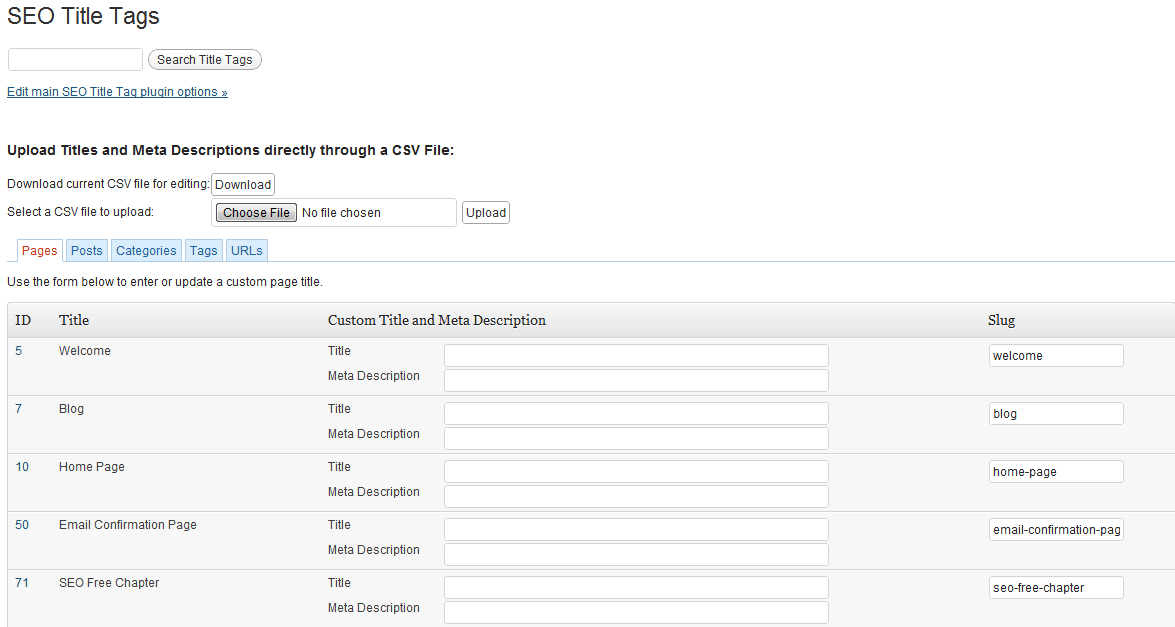 SEO Title Tags
Search Title Tags
Edit main SEO Title Tag plugin options »
Upload Titles and Meta Descriptions directly through a CSV File:
Download current CSV file for editing: Download
Select a CSV file to upload: Choose File No file chosen Upload
Pages Posts Categories Tags URLs
Use the form below to enter or update a custom page title.
ID Title Custom Title and Meta Description Slug
5 Welcome Title welcome
Meta Description
7 Blog Title blog
Meta Description
10 Home Page Title home-page
Meta Description
50 Email Confirmation Page Title email-confirmation-pag
Meta Description
71 SEO Free Chapter Title seo-free-chapter
Meta Description